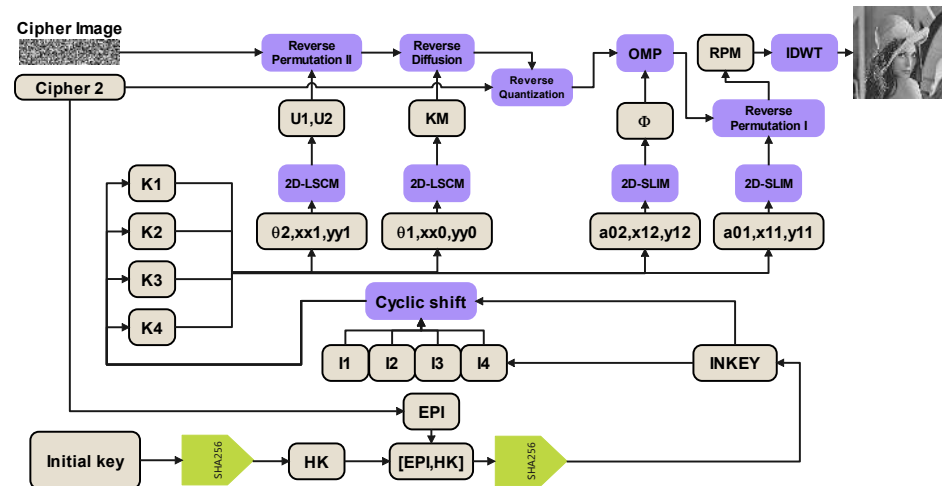 Cipher Image
Reverse
Permutation II
Reverse
Diffusion
Reverse
Quantization
OMP
RPM
IDWT
Cipher 2
U1,U2
KM
Φ
Reverse
Permutation I
K1
K2
K3
K4
2D-LSCM
2D-LSCM
2D-SLIM
2D-SLIM
θ2,xx1,yy1
θ1,xx0,yy0
a02,x12,y12
a01,x11,y11
Cyclic shift
I1
I2
I3
I4
INKEY
EPI
Initial key
SHA256
HK
[EPI,HK]
SHA256